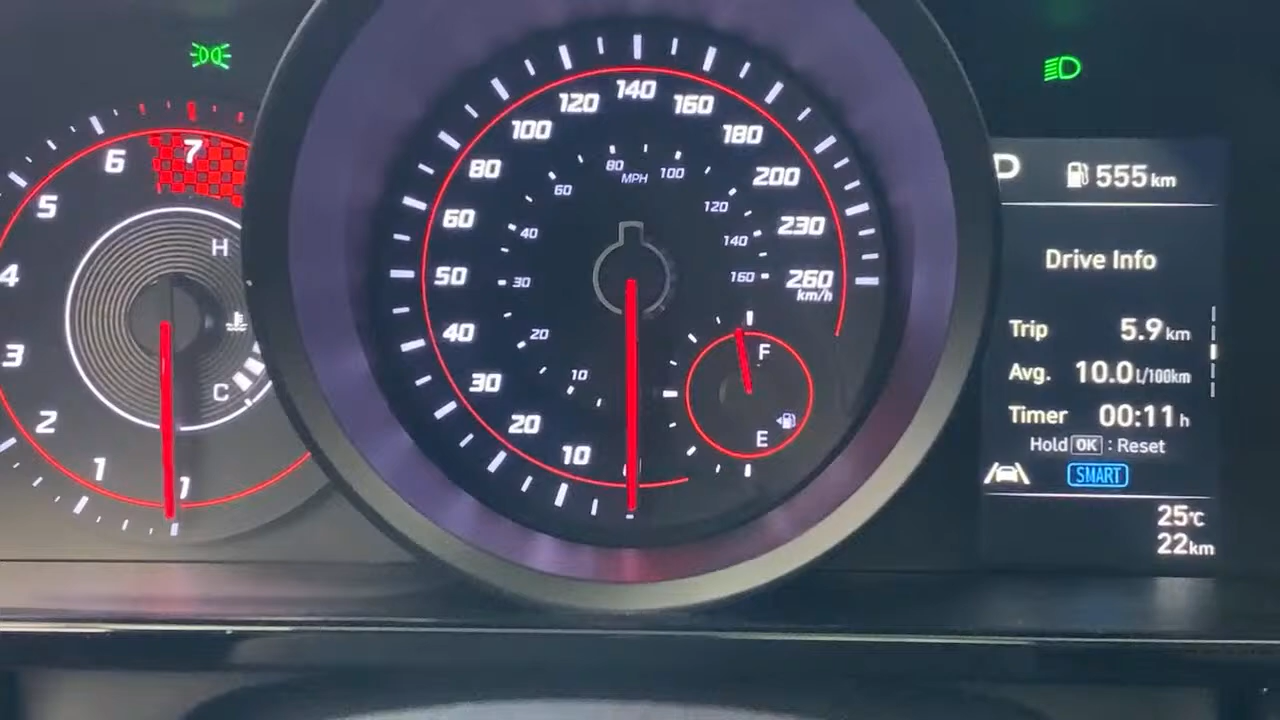 7
6
5
4
3
2
1
H
C
10
20
30
40
50
60
80
100
120
140
160
180
200
230
260
km/h
10
20
30
40
60
80
MPH
100
120
140
160
F
E
555 km
Drive Info
Trip 5.9 km
Avg. 10.0 L/100km
Timer 00:11 h
Hold OK : Reset
SMART
25°C
22 km